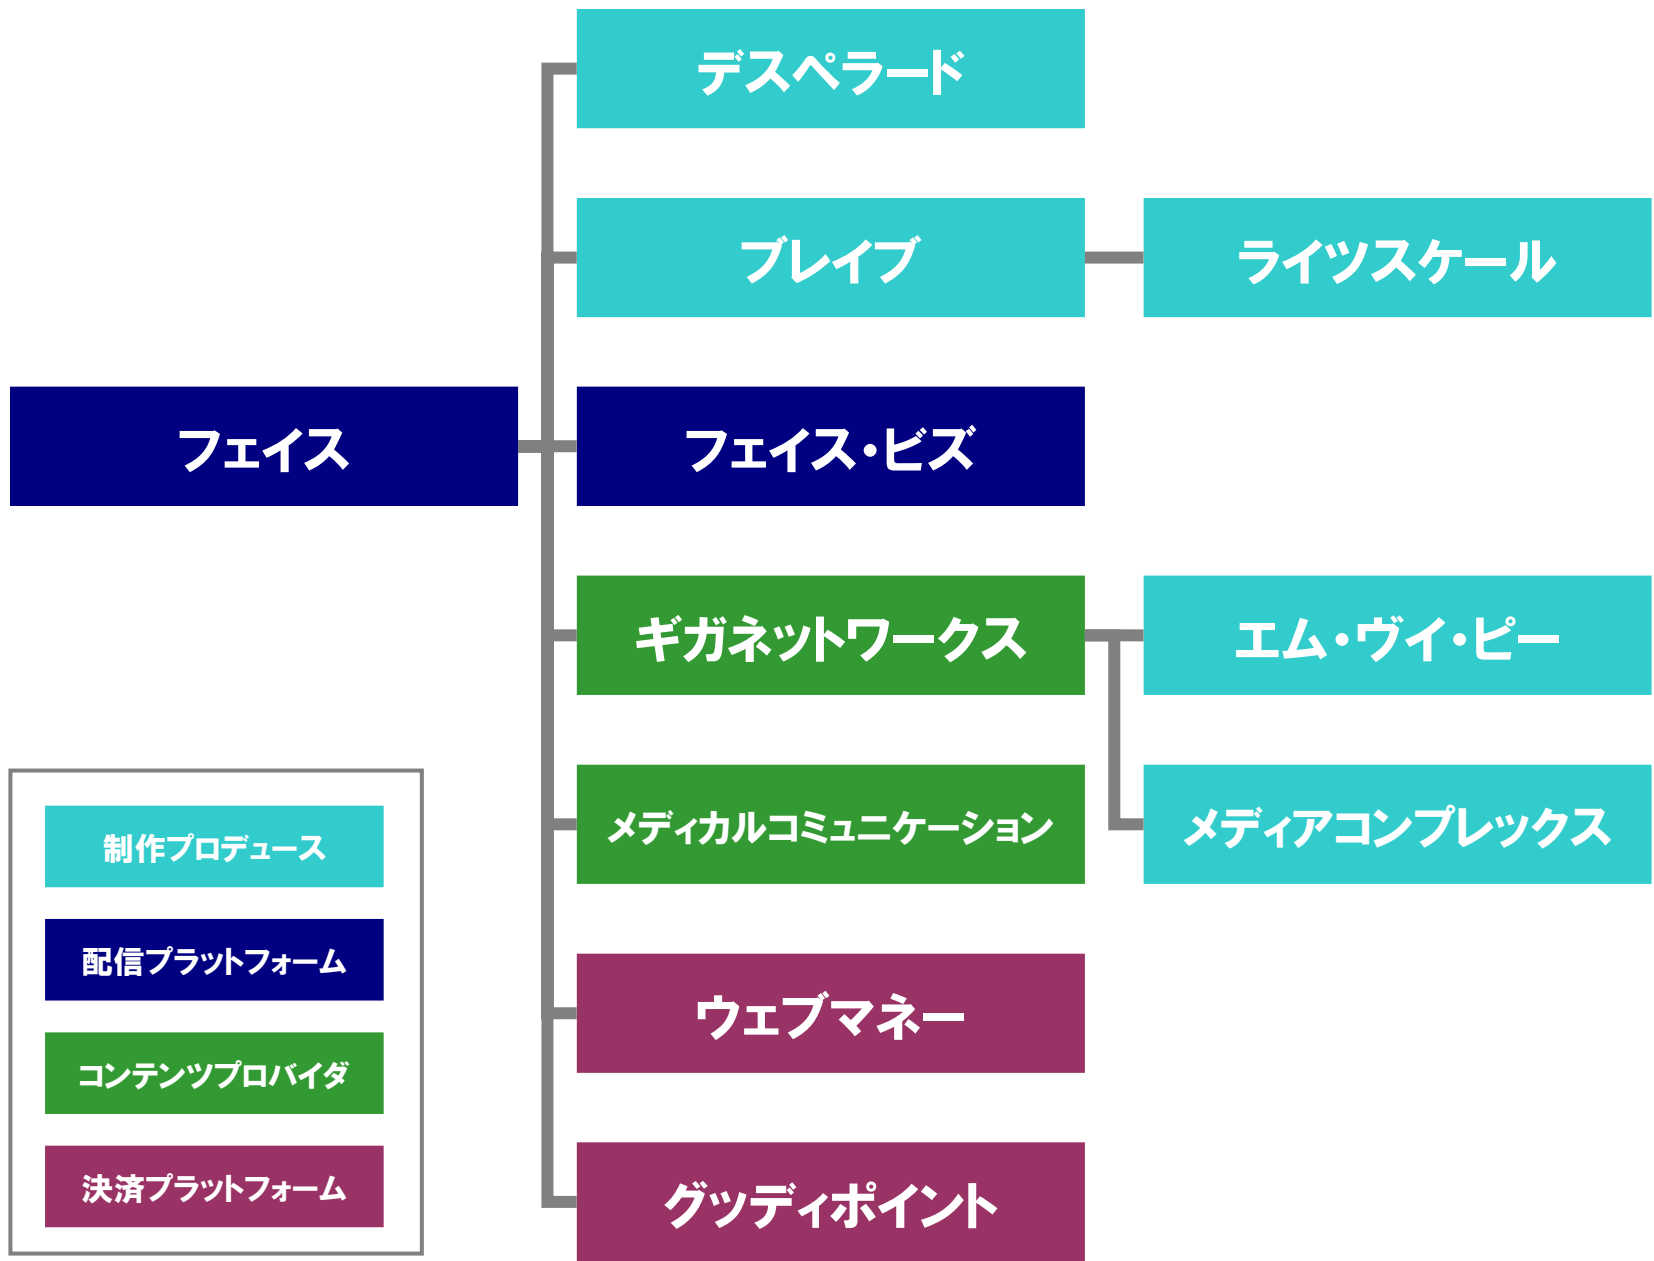 デスペラード
ブレイブ
ライツスケール
フェイス
フェイス・ビズ
ギガネットワークス
エム・ヴイ・ピー
メディカルコミュニケーション
メディアコンプレックス
ウェブマネー
グッディポイント
制作プロデュース
配信プラットフォーム
コンテンツプロバイダ
決済プラットフォーム